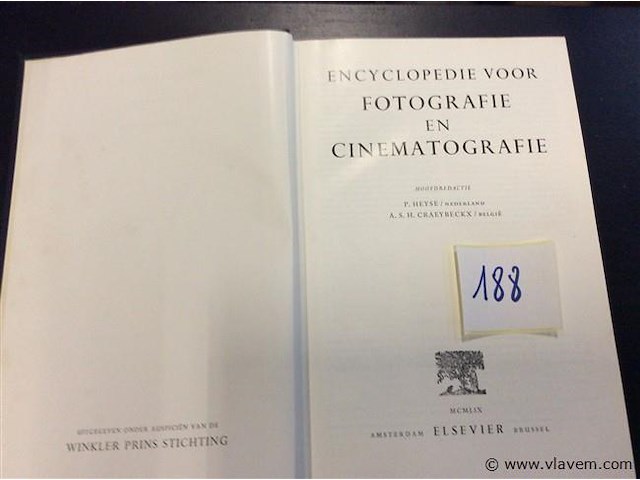 UITGEGEVEN ONDER AUSPICIËN VAN DE
WINKLER PRINS STICHTING
ENCYCLOPEDIE VOOR
FOTOGRAFIE
EN
CINEMATOGRAFIE
HOOFDREDACTIE
P. HEYSE/NEDERLAND
A. S. H. CRAEYBECKX/BELGIË
188
MCMLIX
AMSTERDAM ELSEVIER BRUSSEL
© www.vlavem.com